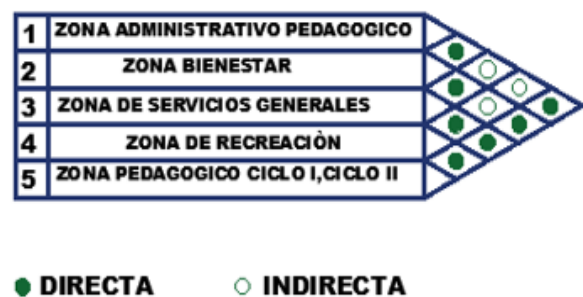 1 ZONA ADMINISTRATIVO PEDAGOGICO
2 ZONA BIENESTAR
3 ZONA DE SERVICIOS GENERALES
4 ZONA DE RECREACIÒN
5 ZONA PEDAGOGICO CICLO I,CICLO II
DIRECTA INDIRECTA